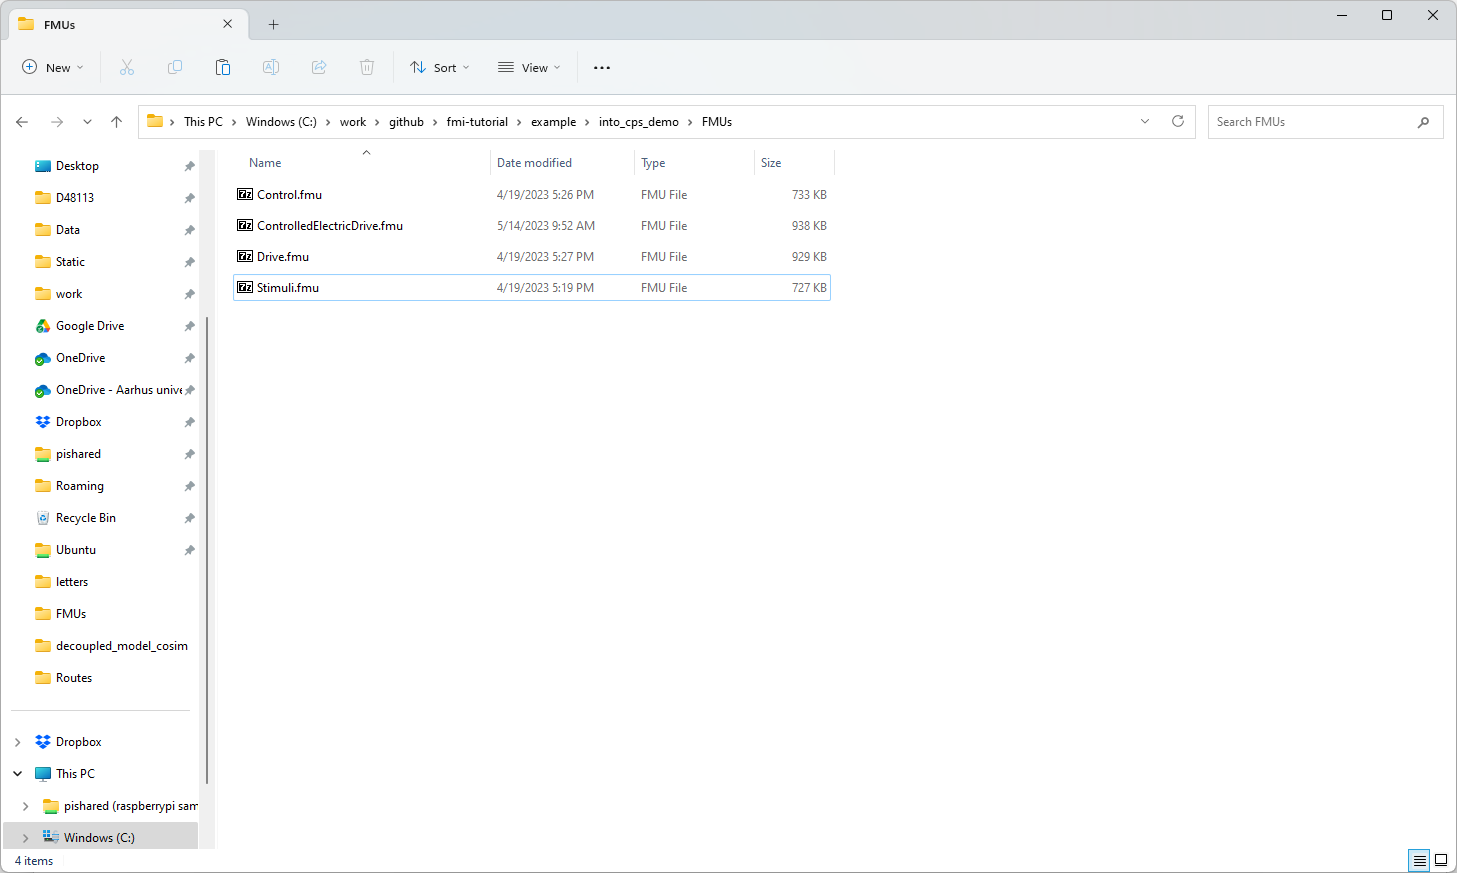 FMUs
New
Sort
View
This PC
Windows (C:)
work
github
fmi-tutorial
example
into_cps_demo
FMUs
Search FMUs
Desktop
D48113
Data
Static
work
Google Drive
OneDrive
OneDrive - Aarhus unive
Dropbox
pishared
Roaming
Recycle Bin
Ubuntu
letters
FMUs
decoupled_model_cosim
Routes
Dropbox
This PC
pishared (raspberrypi sam
Windows (C:)
Name Date modified Type Size
Control.fmu 4/19/2023 5:26 PM FMU File 733 KB
ControlledElectricDrive.fmu 5/14/2023 9:52 AM FMU File 938 KB
Drive.fmu 4/19/2023 5:27 PM FMU File 929 KB
Stimuli.fmu 4/19/2023 5:19 PM FMU File 727 KB
4 items